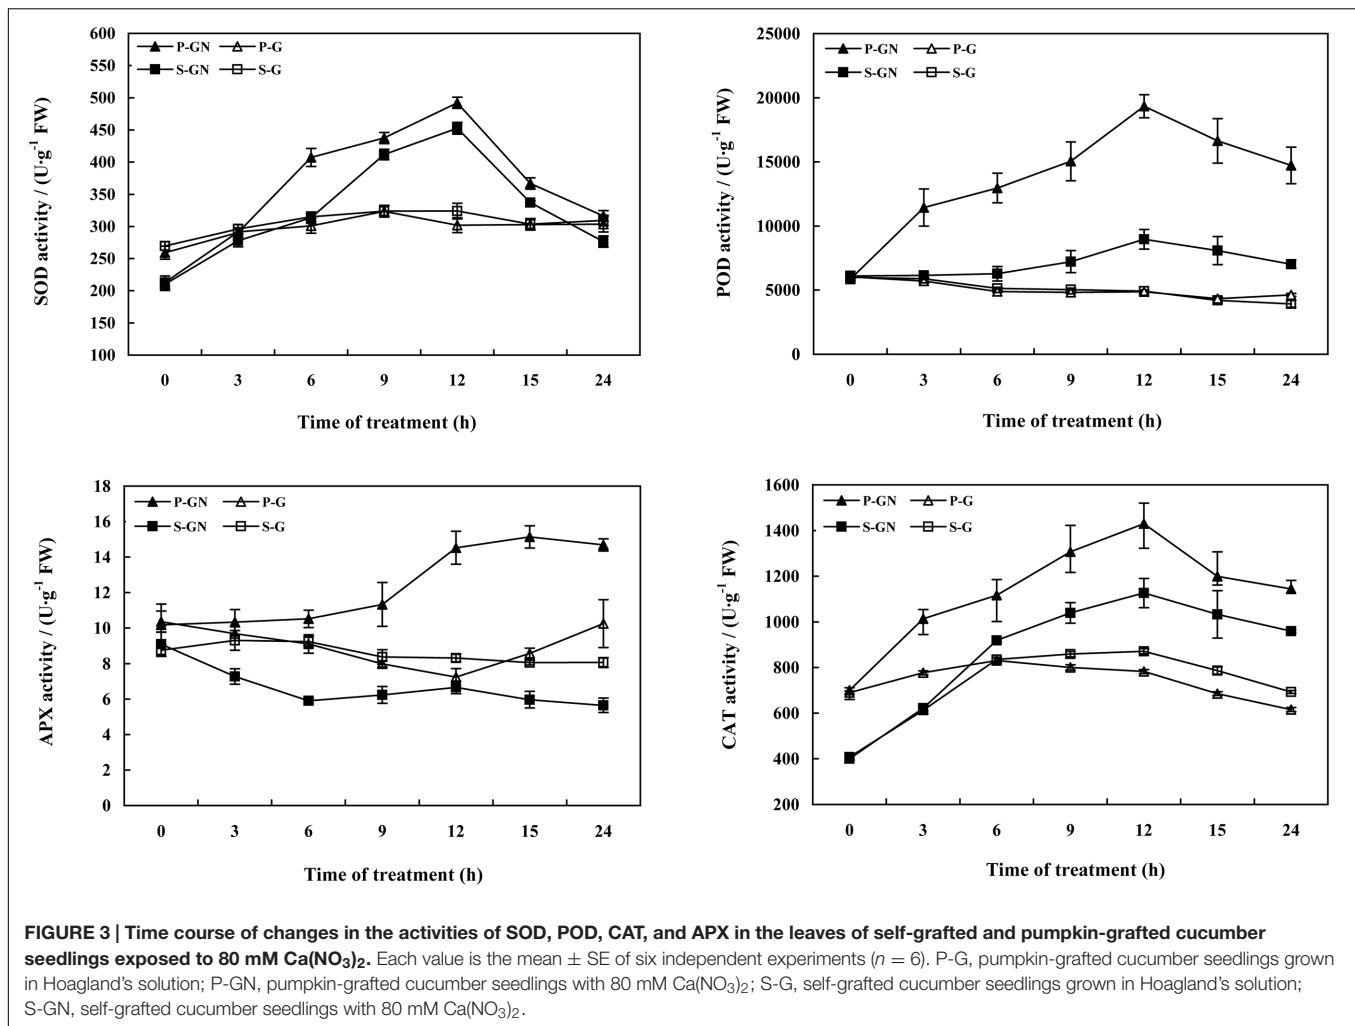 600
550
500
450
400
350
300
250
200
150
100
SOD activity / (U·g⁻¹ FW)
P-GN P-G
S-GN S-G
0 3 6 9 12 15 24
Time of treatment (h)
25000
20000
15000
10000
5000
0
POD activity / (U·g⁻¹ FW)
P-GN P-G
S-GN S-G
0 3 6 9 12 15 24
Time of treatment (h)
18
16
14
12
10
8
6
4
2
0
APX activity / (U·g⁻¹ FW)
P-GN P-G
S-GN S-G
0 3 6 9 12 15 24
Time of treatment (h)
1600
1400
1200
1000
800
600
400
200
CAT activity / (U·g⁻¹ FW)
P-GN P-G
S-GN S-G
0 3 6 9 12 15 24
Time of treatment (h)
FIGURE 3 | Time course of changes in the activities of SOD, POD, CAT, and APX in the leaves of self-grafted and pumpkin-grafted cucumber
seedlings exposed to 80 mM Ca(NO₃)₂. Each value is the mean ± SE of six independent experiments (n = 6). P-G, pumpkin-grafted cucumber seedlings grown
in Hoagland's solution; P-GN, pumpkin-grafted cucumber seedlings with 80 mM Ca(NO₃)₂; S-G, self-grafted cucumber seedlings grown in Hoagland's solution;
S-GN, self-grafted cucumber seedlings with 80 mM Ca(NO₃)₂.